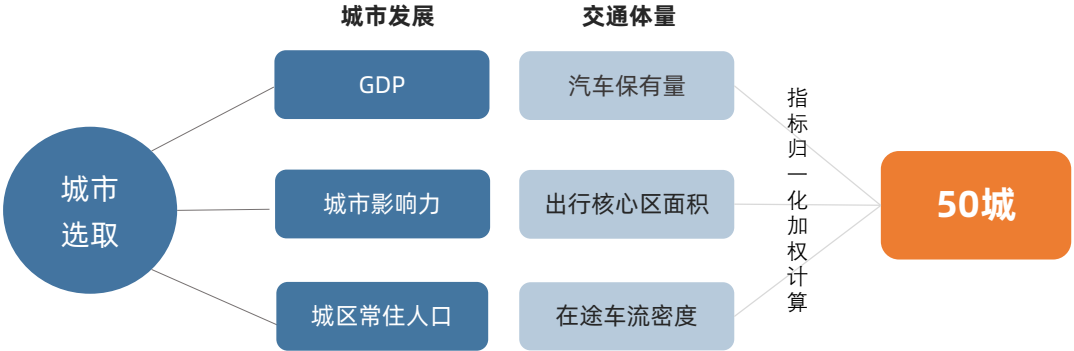 城市发展
交通体量
城市
选取
GDP
汽车保有量
城市影响力
出行核心区面积
城区常住人口
在途车流密度
指标归一化加权计算
50城